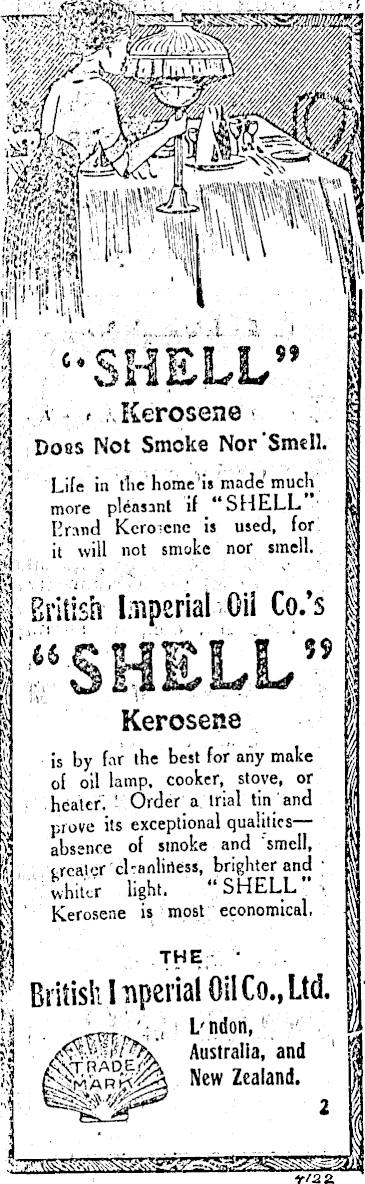 "SHELL"
Kerosene
Does Not Smoke Nor Smell.
Life in the home is made much
more pleasant if "SHELL"
Brand Kerosene is used, for
it will not smoke nor smell.
British Imperial Oil Co.'s
"SHELL"
Kerosene
is by far the best for any make
of oil lamp, cooker, stove, or
heater. Order a trial tin and
prove its exceptional qualities—
absence of smoke and smell,
greater cleanliness, brighter and
whiter light. "SHELL"
Kerosene is most economical.
THE
British Imperial Oil Co., Ltd.
London,
Australia, and
New Zealand.
TRADE
MARK
2
4/22